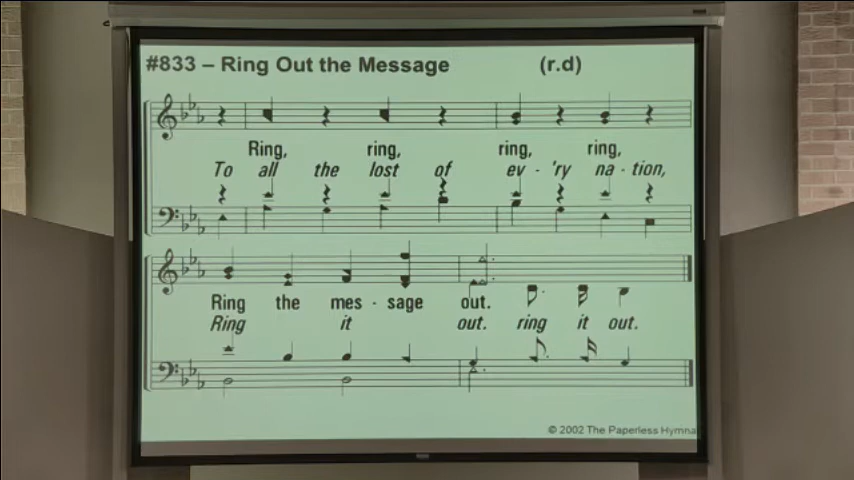 #833 – Ring Out the Message (r.d)
Ring, ring, ring, ring,
To all the lost of ev - 'ry na - tion,
Ring the mes - sage out.
Ring it out. ring it out.
© 2002 The Paperless Hymna